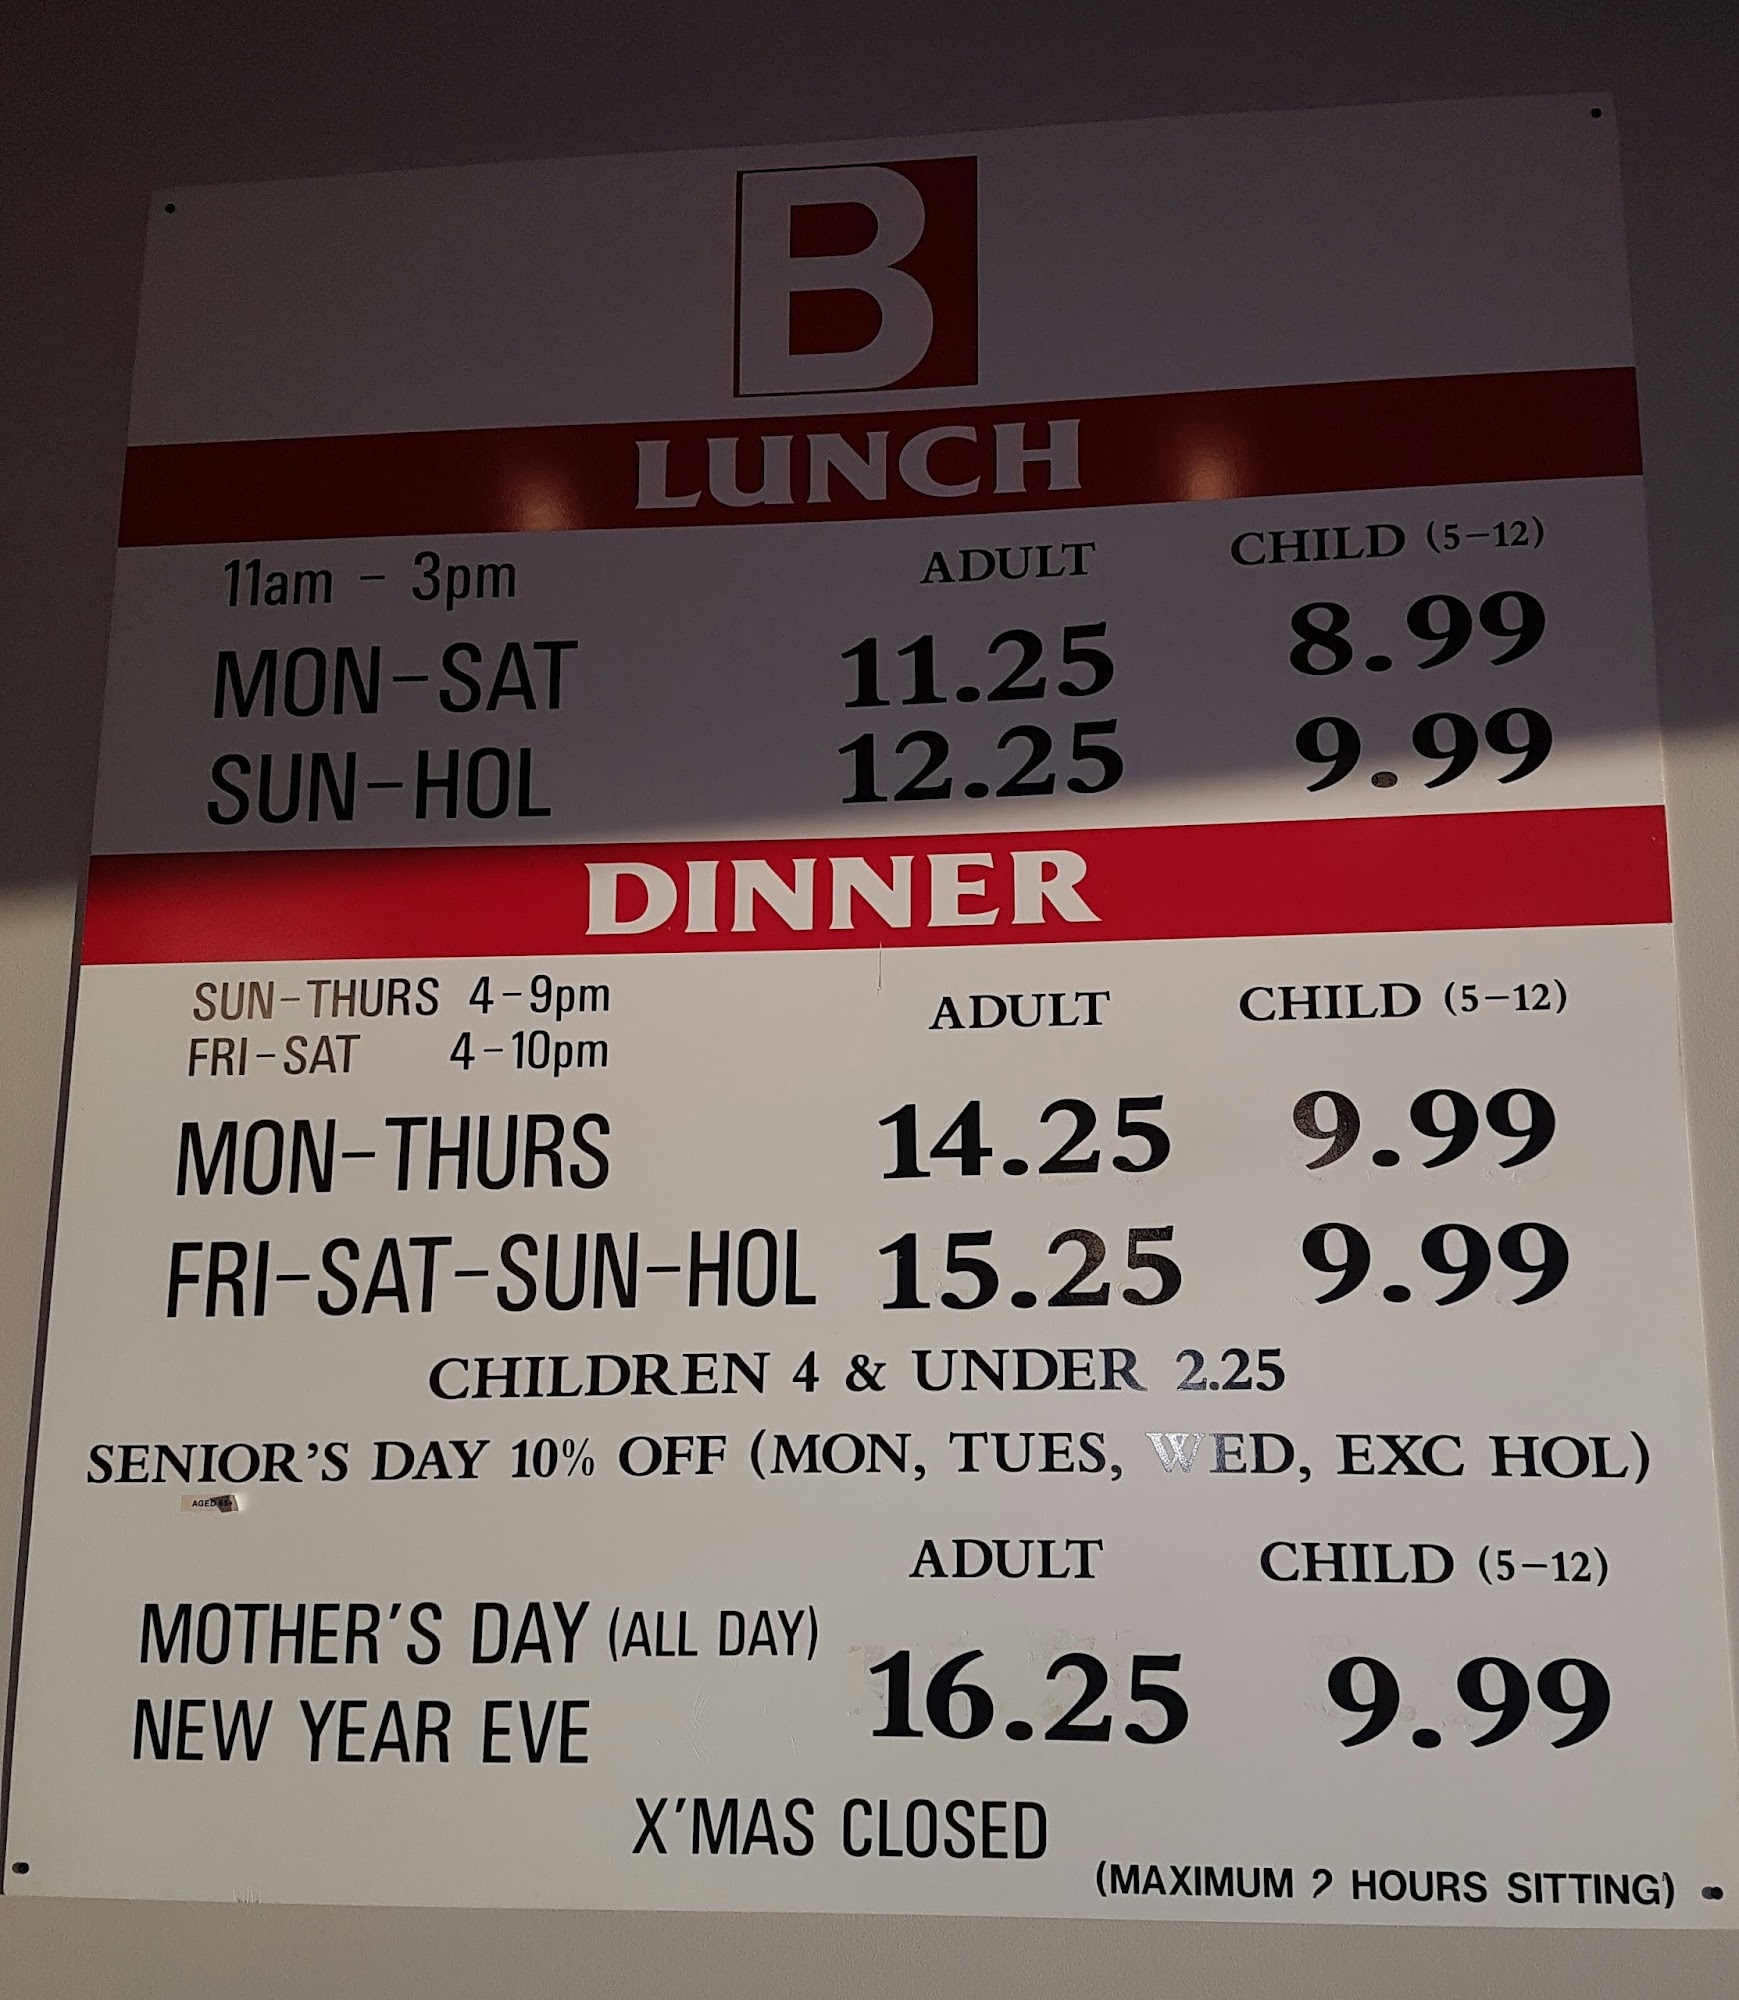 B
LUNCH
11am - 3pm ADULT CHILD (5-12)
MON-SAT 11.25 8.99
SUN-HOL 12.25 9.99
DINNER
SUN-THURS 4-9pm ADULT CHILD (5-12)
FRI-SAT 4-10pm
MON-THURS 14.25 9.99
FRI-SAT-SUN-HOL 15.25 9.99
CHILDREN 4 & UNDER 2.25
SENIOR'S DAY 10% OFF (MON, TUES, WED, EXC HOL)
AGED 65+
ADULT CHILD (5-12)
MOTHER'S DAY (ALL DAY) 16.25 9.99
NEW YEAR EVE
X'MAS CLOSED
(MAXIMUM 2 HOURS SITTING)